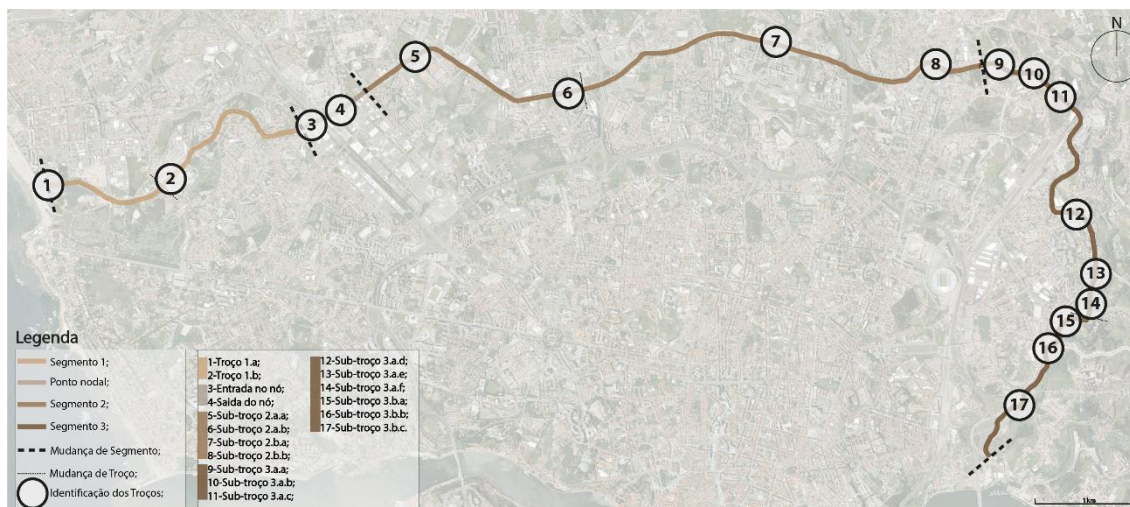 1
2
3
4
5
6
7
8
9
10
11
12
13
14
15
16
17
N
Legenda
Segmento 1;
Ponto nodal;
Segmento 2;
Segmento 3;
Mudança de Segmento;
Mudança de Troço;
Identificação dos Troços;
1-Troço 1.a;
2-Troço 1.b;
3-Entrada no nó;
4-Saida do nó;
5-Sub-troço 2.a.a;
6-Sub-troço 2.a.b;
7-Sub-troço 2.b.a;
8-Sub-troço 2.b.b;
9-Sub-troço 3.a.a;
10-Sub-troço 3.a.b;
11-Sub-troço 3.a.c;
12-Sub-troço 3.a.d;
13-Sub-troço 3.a.e;
14-Sub-troço 3.a.f;
15-Sub-troço 3.b.a;
16-Sub-troço 3.b.b;
17-Sub-troço 3.b.c.
1km